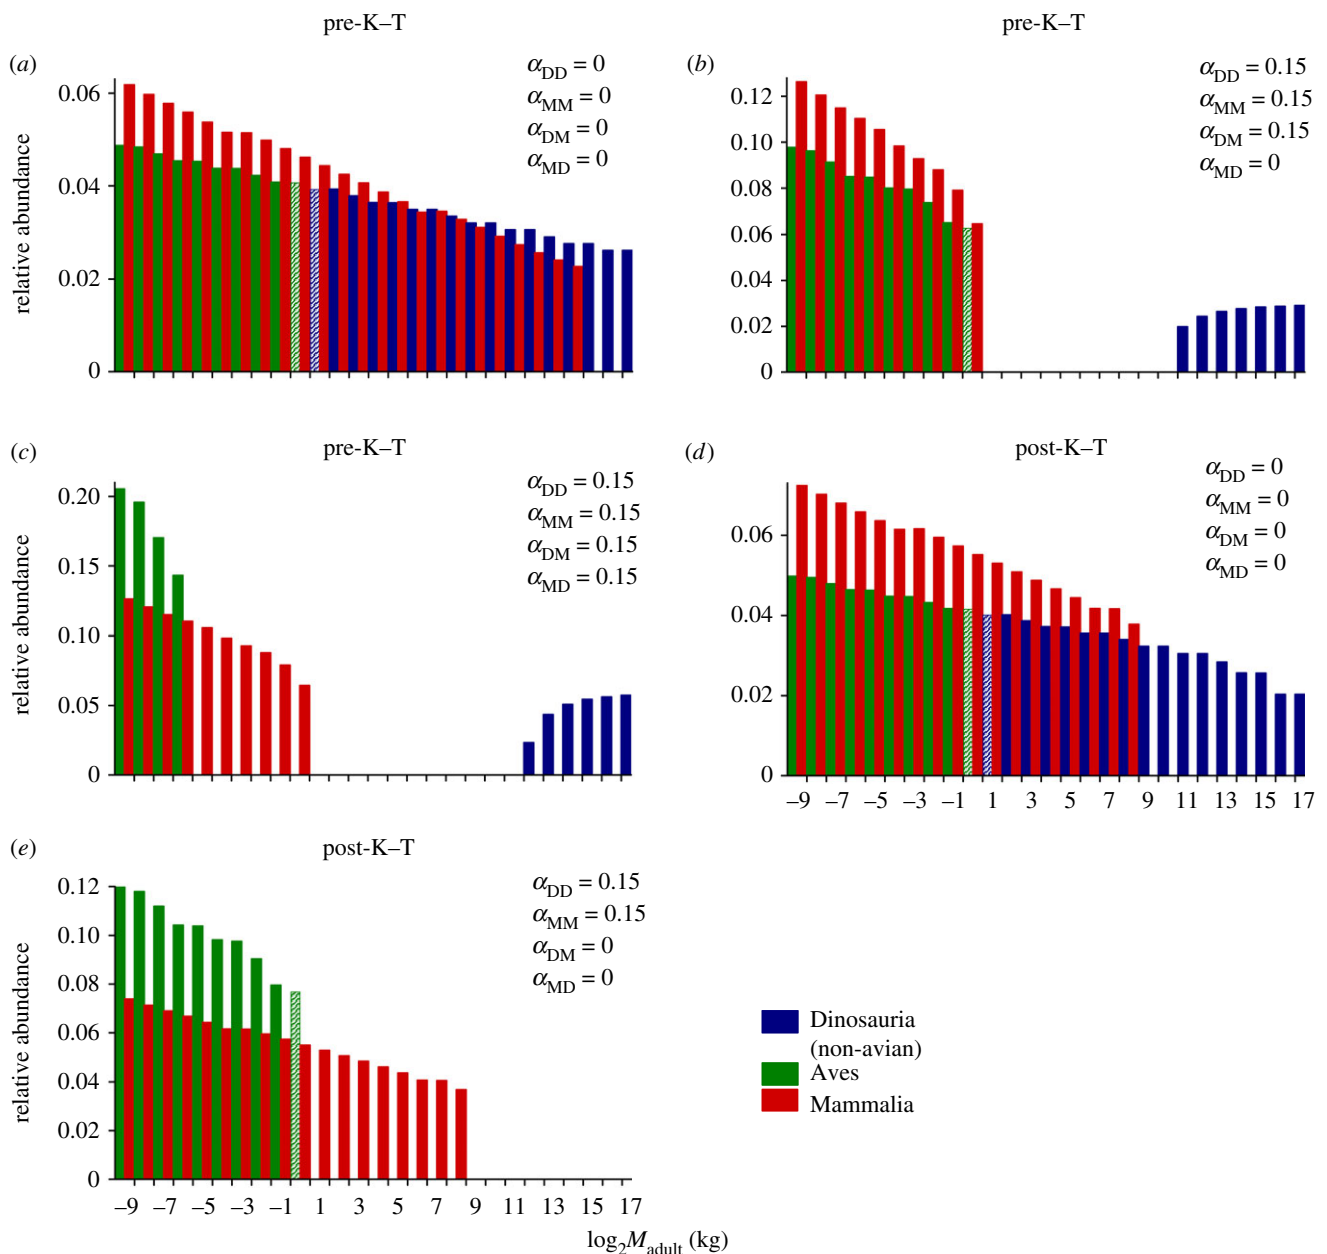 pre-K–T
(a)
α_DD = 0
α_MM = 0
α_DM = 0
α_MD = 0
relative abundance
0.06
0.04
0.02
0
pre-K–T
(b)
α_DD = 0.15
α_MM = 0.15
α_DM = 0.15
α_MD = 0
0.12
0.10
0.08
0.06
0.04
0.02
0
(c)
pre-K–T
α_DD = 0.15
α_MM = 0.15
α_DM = 0.15
α_MD = 0.15
relative abundance
0.20
0.15
0.10
0.05
0
(d)
post-K–T
α_DD = 0
α_MM = 0
α_DM = 0
α_MD = 0
0.06
0.04
0.02
0
–9 –7 –5 –3 –1 1 3 5 7 9 11 13 15 17
(e)
post-K–T
α_DD = 0.15
α_MM = 0.15
α_DM = 0
α_MD = 0
relative abundance
0.12
0.10
0.08
0.06
0.04
0.02
0
–9 –7 –5 –3 –1 1 3 5 7 9 11 13 15 17
log₂M_adult (kg)
Dinosauria
(non-avian)
Aves
Mammalia